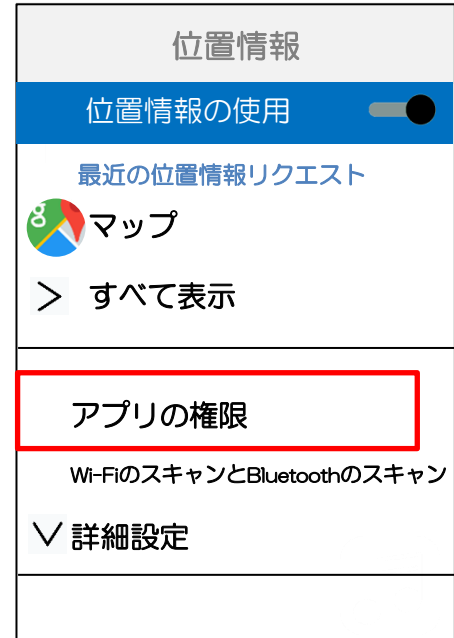 位置情報
位置情報の使用
最近の位置情報リクエスト
マップ
すべて表示
アプリの権限
Wi-FiのスキャンとBluetoothのスキャン
詳細設定